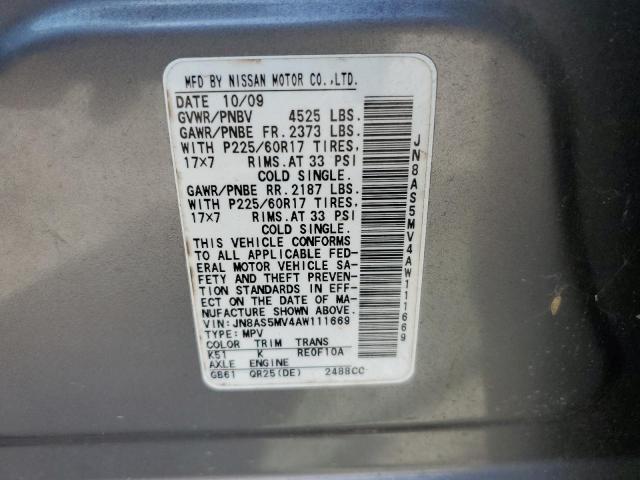 MFD BY NISSAN MOTOR CO.,LTD.
DATE 10/09
GVWR/PNBV 4525 LBS.
GAWR/PNBE FR. 2373 LBS.
WITH P225/60R17 TIRES,
17×7 RIMS. AT 33 PSI
COLD SINGLE.
GAWR/PNBE RR. 2187 LBS.
WITH P225/60R17 TIRES,
17×7 RIMS. AT 33 PSI
COLD SINGLE.
THIS VEHICLE CONFORMS
TO ALL APPLICABLE FED-
ERAL MOTOR VEHICLE SA-
FETY AND THEFT PREVEN-
TION STANDARDS IN EFF-
ECT ON THE DATE OF MA-
NUFACTURE SHOWN ABOVE.
VIN: JN8AS5MV4AW111669
TYPE: MPV
COLOR TRIM TRANS
K51 K RE0F10A
AXLE ENGINE
GB61 QR25(DE) 2488CC
JN8AS5MV4AW111669